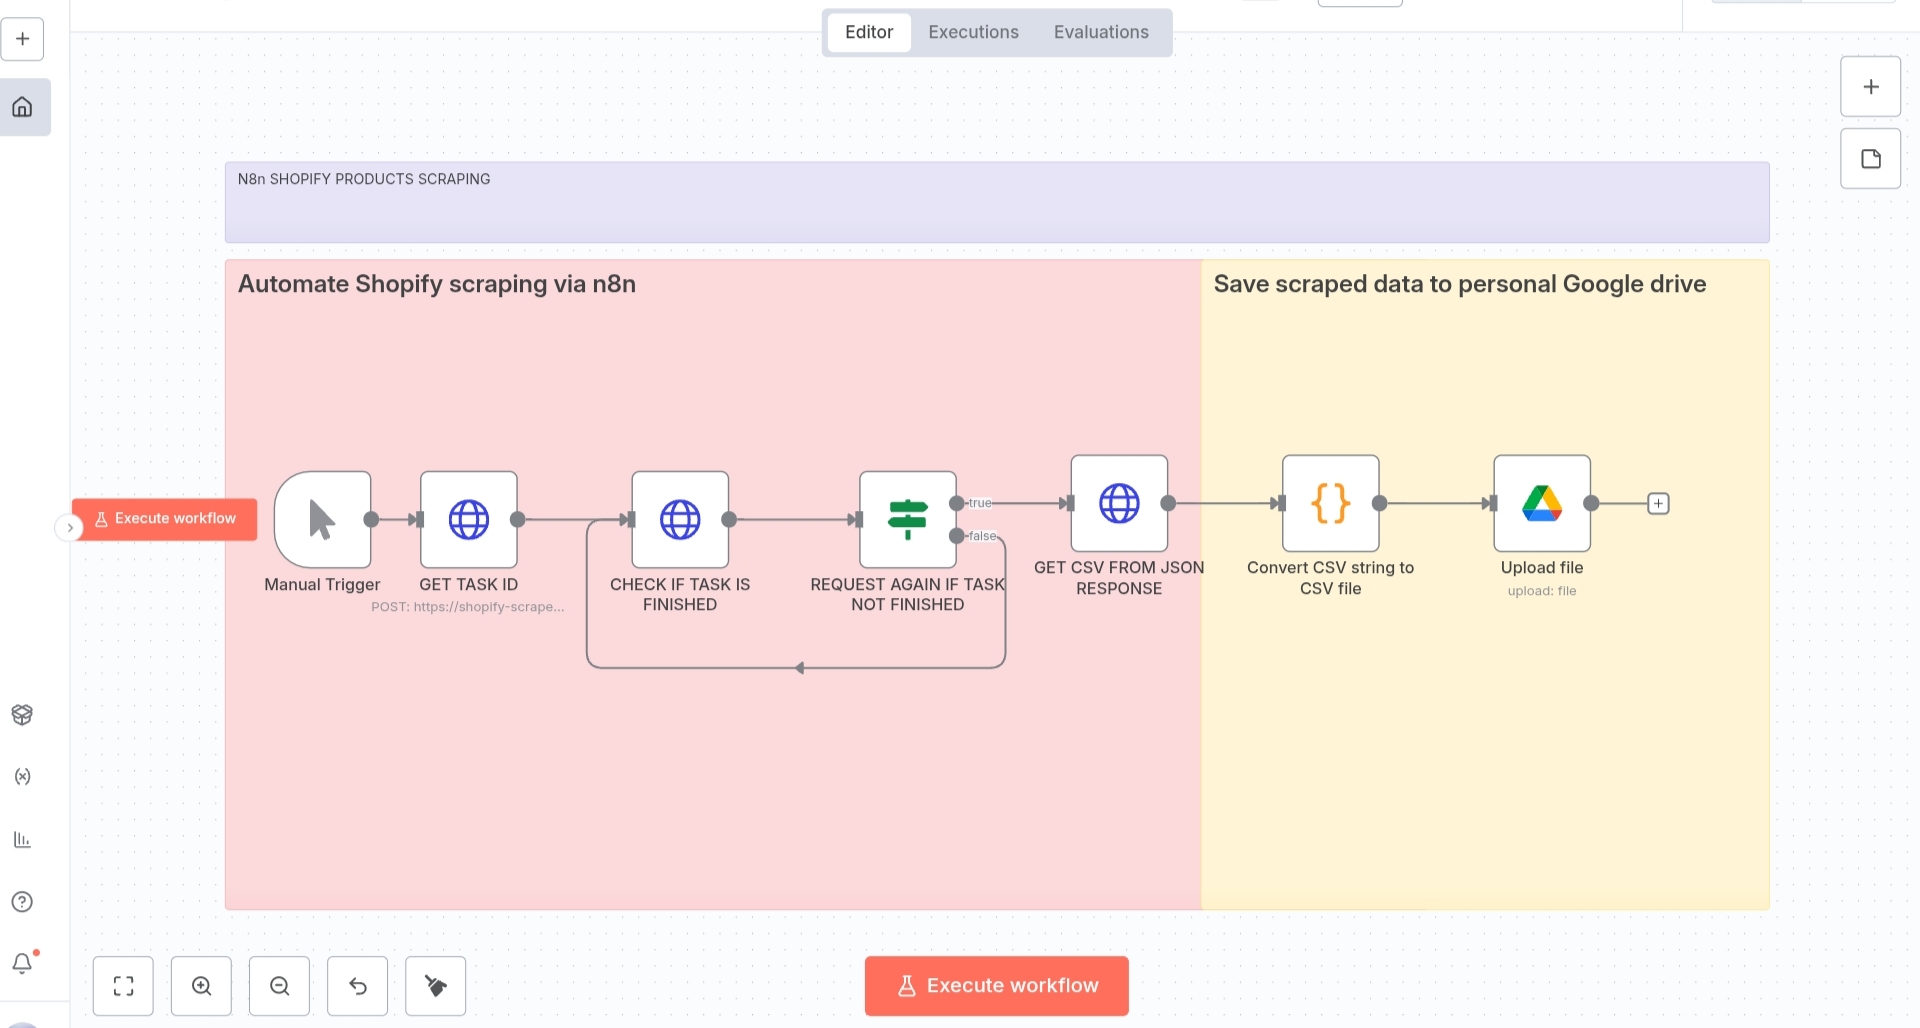 Editor
Executions
Evaluations
N8n SHOPIFY PRODUCTS SCRAPING
Automate Shopify scraping via n8n
Save scraped data to personal Google drive
Execute workflow
true
false
Manual Trigger
GET TASK ID
POST: https://shopify-scrape...
CHECK IF TASK IS
FINISHED
REQUEST AGAIN IF TASK
NOT FINISHED
GET CSV FROM JSON
RESPONSE
Convert CSV string to
CSV file
Upload file
upload: file
Execute workflow